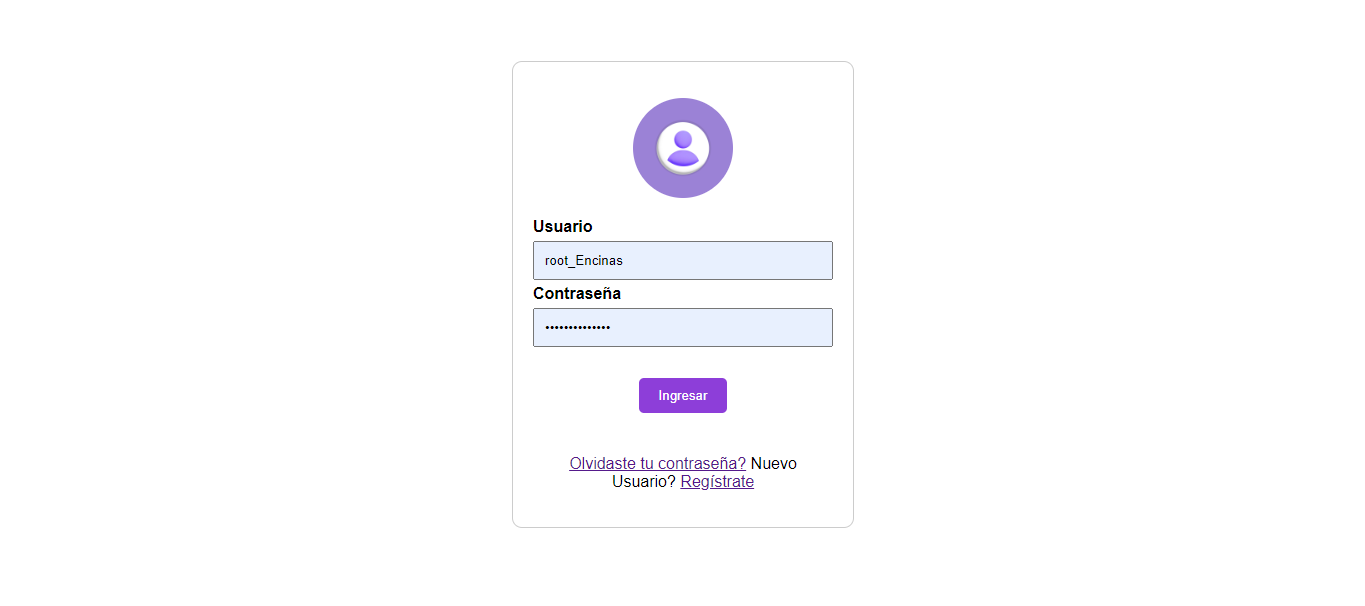 Usuario
root_Encinas
Contraseña
••••••••••••••
Ingresar
Olvidaste tu contraseña? Nuevo
Usuario? Regístrate